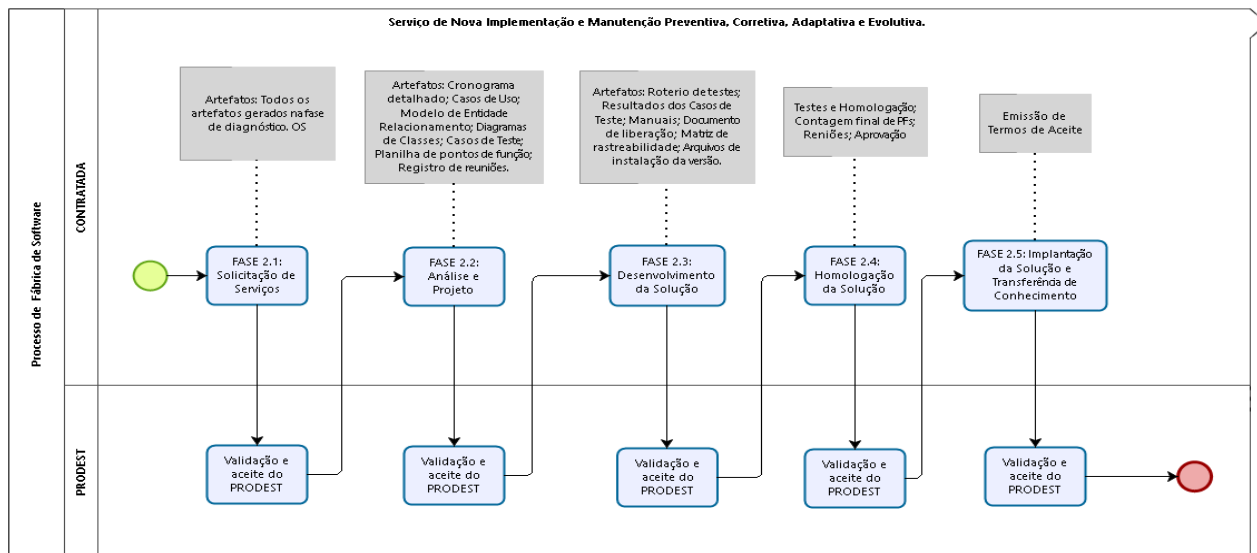 Serviço de Nova Implementação e Manutenção Preventiva, Corretiva, Adaptativa e Evolutiva.
Processo de Fábrica de Software
CONTRATADA
Artefatos: Todos os
artefatos gerados na fase
de diagnóstico. OS
Artefatos: Cronograma
detalhado; Casos de Uso;
Modelo de Entidade
Relacionamento; Diagramas
de Classes; Casos de Teste;
Planilha de pontos de função;
Registro de reuniões.
Artefatos: Roterio de testes;
Resultados dos Casos de
Teste; Manuais; Documento
de liberação; Matriz de
rastreabilidade; Arquivos de
instalação da versão.
Testes e Homologação;
Contagem final de PFs;
Reniões; Aprovação
Emissão de
Termos de Aceite
FASE 2.1:
Solicitação de
Serviços
FASE 2.2:
Análise e
Projeto
FASE 2.3:
Desenvolvimento
da Solução
FASE 2.4:
Homologação
da Solução
FASE 2.5: Implantação
da Solução e
Transferência de
Conhecimento
PRODEST
Validação e
aceite do
PRODEST
Validação e
aceite do
PRODEST
Validação e
aceite do
PRODEST
Validação e
aceite do
PRODEST
Validação e
aceite do
PRODEST